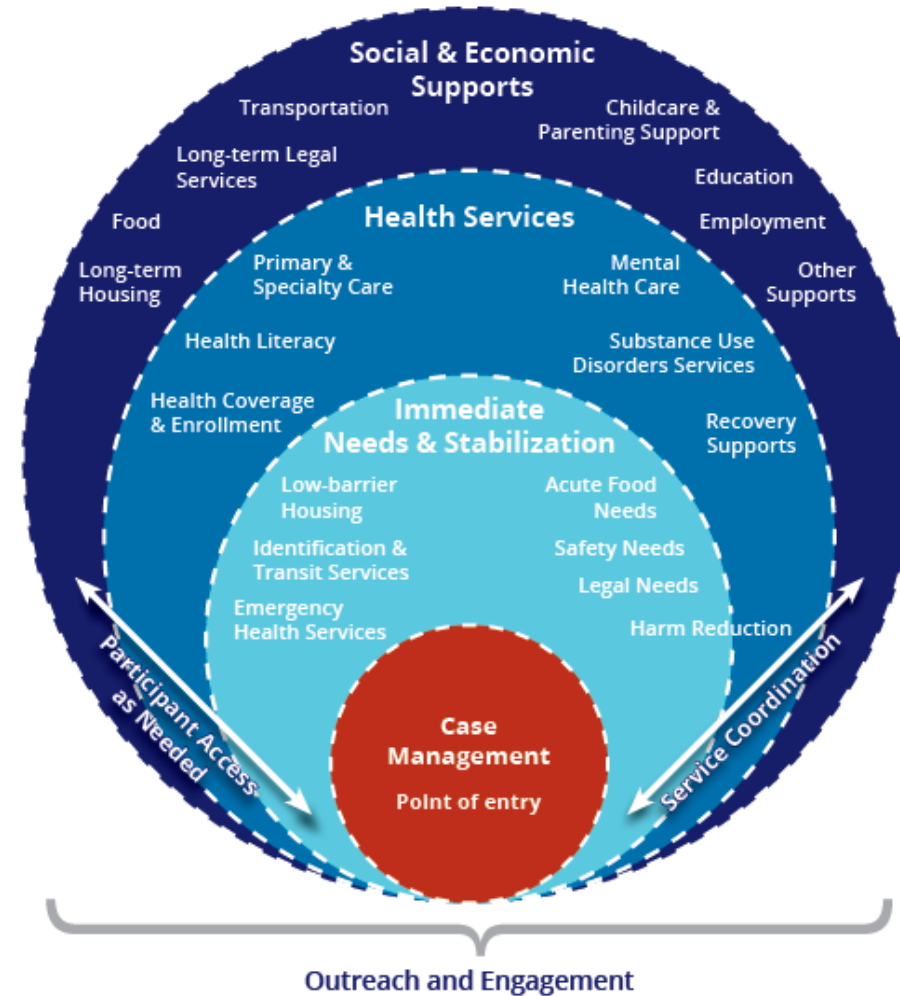 Social & Economic
Supports
Transportation
Childcare &
Parenting Support
Long-term Legal
Services
Education
Food
Employment
Long-term
Housing
Other
Supports
Health Services
Primary &
Specialty Care
Mental
Health Care
Health Literacy
Substance Use
Disorders Services
Health Coverage
& Enrollment
Recovery
Supports
Immediate
Needs & Stabilization
Low-barrier
Housing
Acute Food
Needs
Identification &
Transit Services
Safety Needs
Legal Needs
Emergency
Health Services
Harm Reduction
Participant Access
as Needed
Service Coordination
Case
Management
Point of entry
Outreach and Engagement